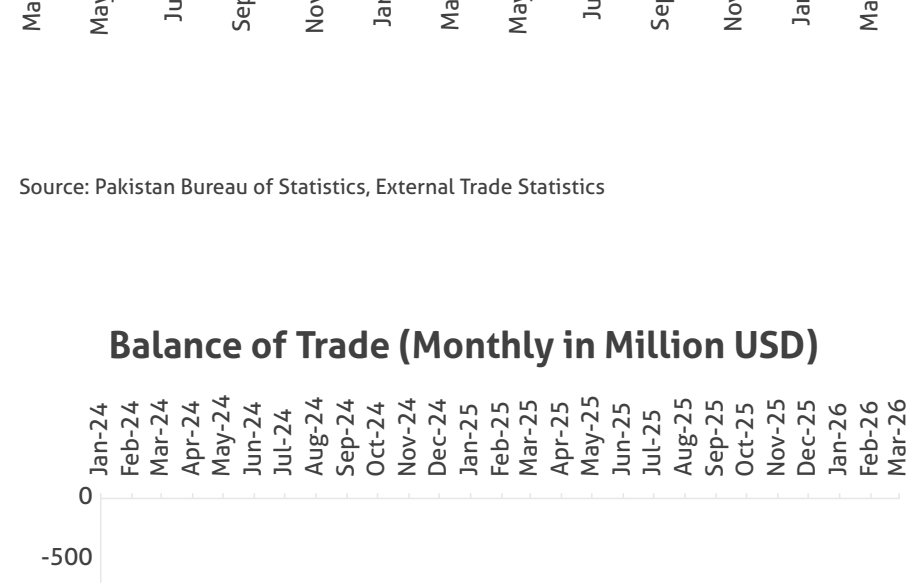 Source: Pakistan Bureau of Statistics, External Trade Statistics
Balance of Trade (Monthly in Million USD)
Jan-24
Feb-24
Mar-24
Apr-24
May-24
Jun-24
Jul-24
Aug-24
Sep-24
Oct-24
Nov-24
Dec-24
Jan-25
Feb-25
Mar-25
Apr-25
May-25
Jun-25
Jul-25
Aug-25
Sep-25
Oct-25
Nov-25
Dec-25
Jan-26
Feb-26
Mar-26
0
-500